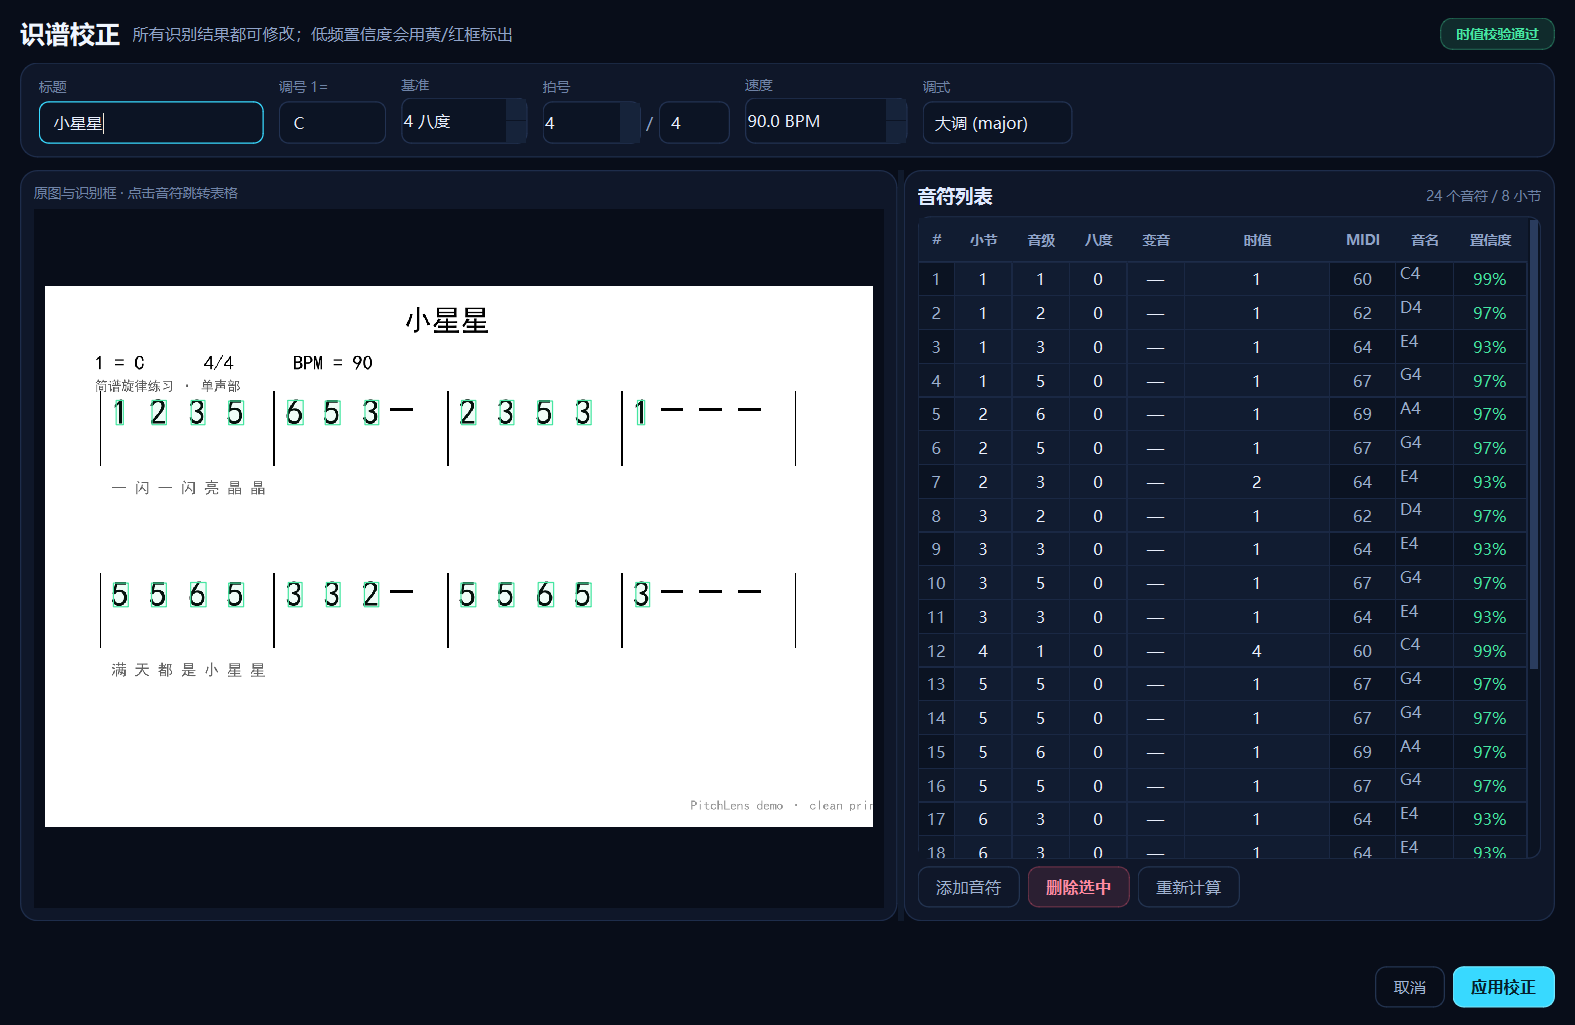 识谱校正 所有识别结果都可修改；低频置信度会用黄/红框标出 时值校验通过
标题 调号 1= 基准 拍号 速度 调式
小星星 C 4 八度 4 / 4 90.0 BPM 大调 (major)
原图与识别框 · 点击音符跳转表格
小星星
1 = C 4/4 BPM = 90
简谱旋律练习 · 单声部
1 2 3 5 6 5 3 — 2 3 5 3 1 — — —
一 闪 一 闪 亮 晶 晶
5 5 6 5 3 3 2 — 5 5 6 5 3 — — —
满 天 都 是 小 星 星
PitchLens demo · clean prin
音符列表 24 个音符 / 8 小节
# 小节 音级 八度 变音 时值 MIDI 音名 置信度
1 1 1 0 — 1 60 C4 99%
2 1 2 0 — 1 62 D4 97%
3 1 3 0 — 1 64 E4 93%
4 1 5 0 — 1 67 G4 97%
5 2 6 0 — 1 69 A4 97%
6 2 5 0 — 1 67 G4 97%
7 2 3 0 — 2 64 E4 93%
8 3 2 0 — 1 62 D4 97%
9 3 3 0 — 1 64 E4 93%
10 3 5 0 — 1 67 G4 97%
11 3 3 0 — 1 64 E4 93%
12 4 1 0 — 4 60 C4 99%
13 5 5 0 — 1 67 G4 97%
14 5 5 0 — 1 67 G4 97%
15 5 6 0 — 1 69 A4 97%
16 5 5 0 — 1 67 G4 97%
17 6 3 0 — 1 64 E4 93%
18 6 3 0 — 1 64 E4 93%
添加音符 删除选中 重新计算
取消 应用校正